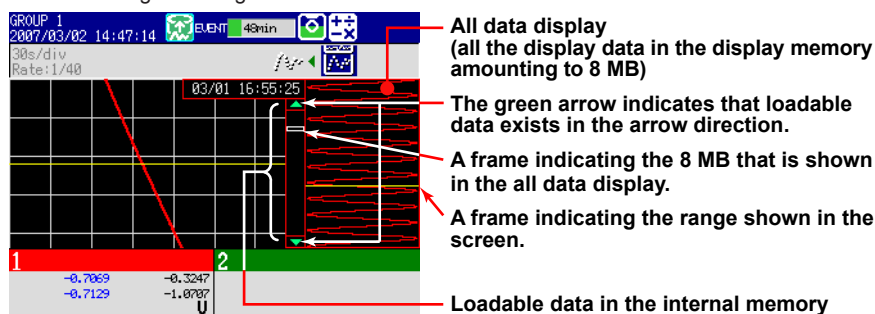 GROUP 1
2007/03/02 14:47:14
EVENT
48min
30s/div
Rate:1/40
03/01 16:55:25
1
2
-0.7069 -0.3247
-0.7129 -1.0707
U
All data display
(all the display data in the display memory
amounting to 8 MB)
The green arrow indicates that loadable
data exists in the arrow direction.
A frame indicating the 8 MB that is shown
in the all data display.
A frame indicating the range shown in the
screen.
Loadable data in the internal memory